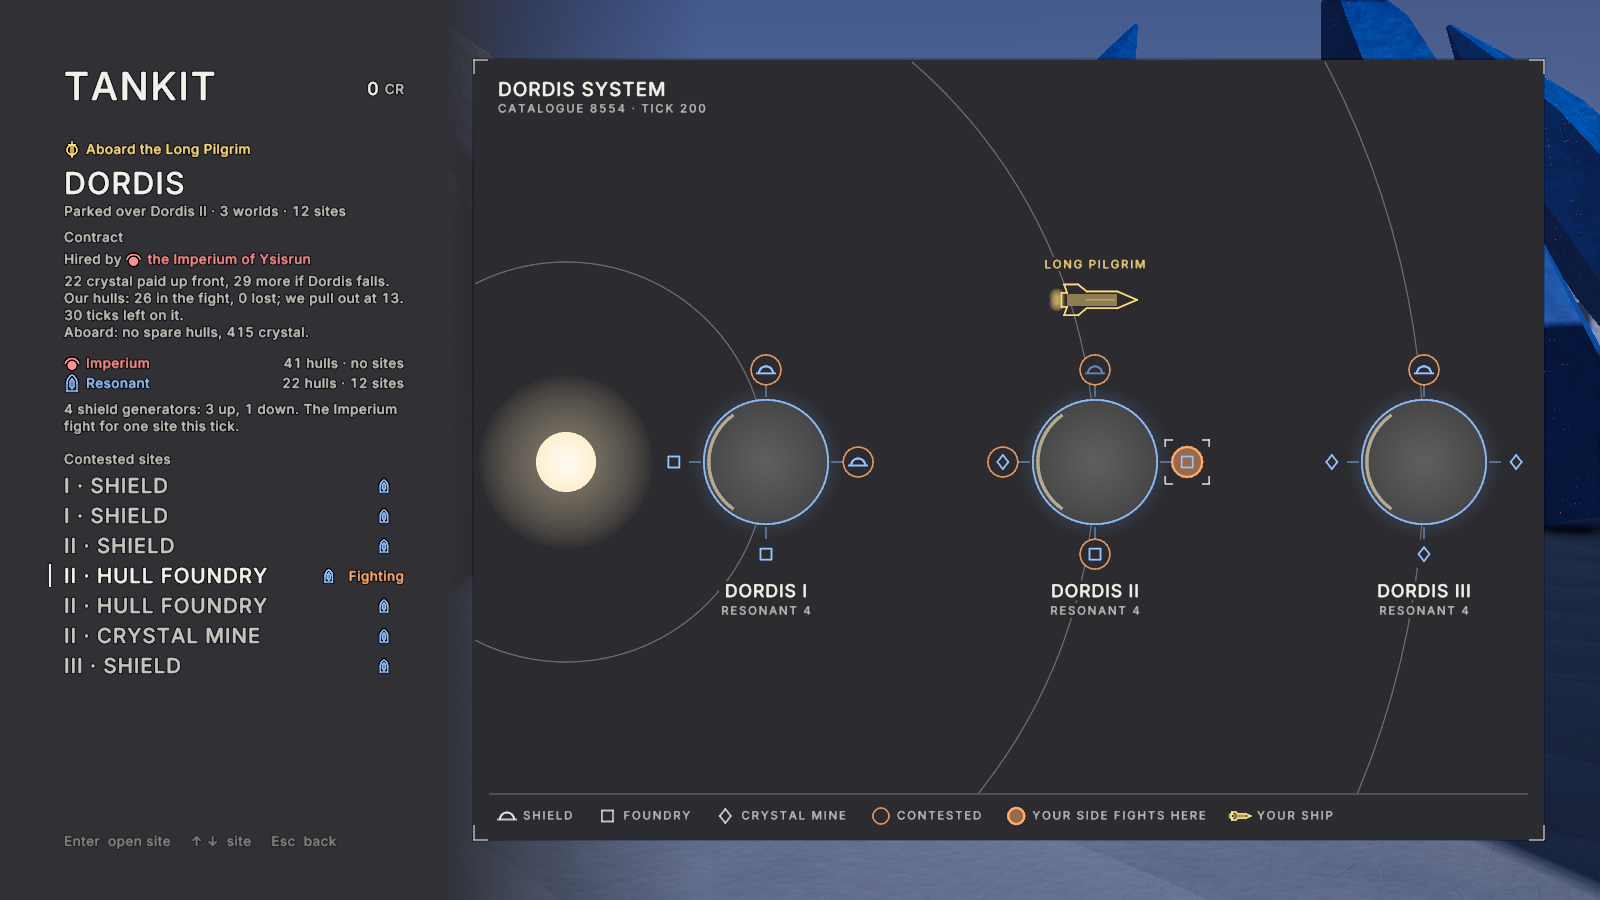 TANKIT
0 CR
Aboard the Long Pilgrim
DORDIS
Parked over Dordis II · 3 worlds · 12 sites
Contract
Hired by the Imperium of Ysisrun
22 crystal paid up front, 29 more if Dordis falls.
Our hulls: 26 in the fight, 0 lost; we pull out at 13.
30 ticks left on it.
Aboard: no spare hulls, 415 crystal.
Imperium 41 hulls · no sites
Resonant 22 hulls · 12 sites
4 shield generators: 3 up, 1 down. The Imperium
fight for one site this tick.
Contested sites
I · SHIELD
I · SHIELD
II · SHIELD
II · HULL FOUNDRY Fighting
II · HULL FOUNDRY
II · CRYSTAL MINE
III · SHIELD
Enter open site ↑↓ site Esc back
DORDIS SYSTEM
CATALOGUE 8554 · TICK 200
LONG PILGRIM
DORDIS I
RESONANT 4
DORDIS II
RESONANT 4
DORDIS III
RESONANT 4
SHIELD FOUNDRY CRYSTAL MINE CONTESTED YOUR SIDE FIGHTS HERE YOUR SHIP